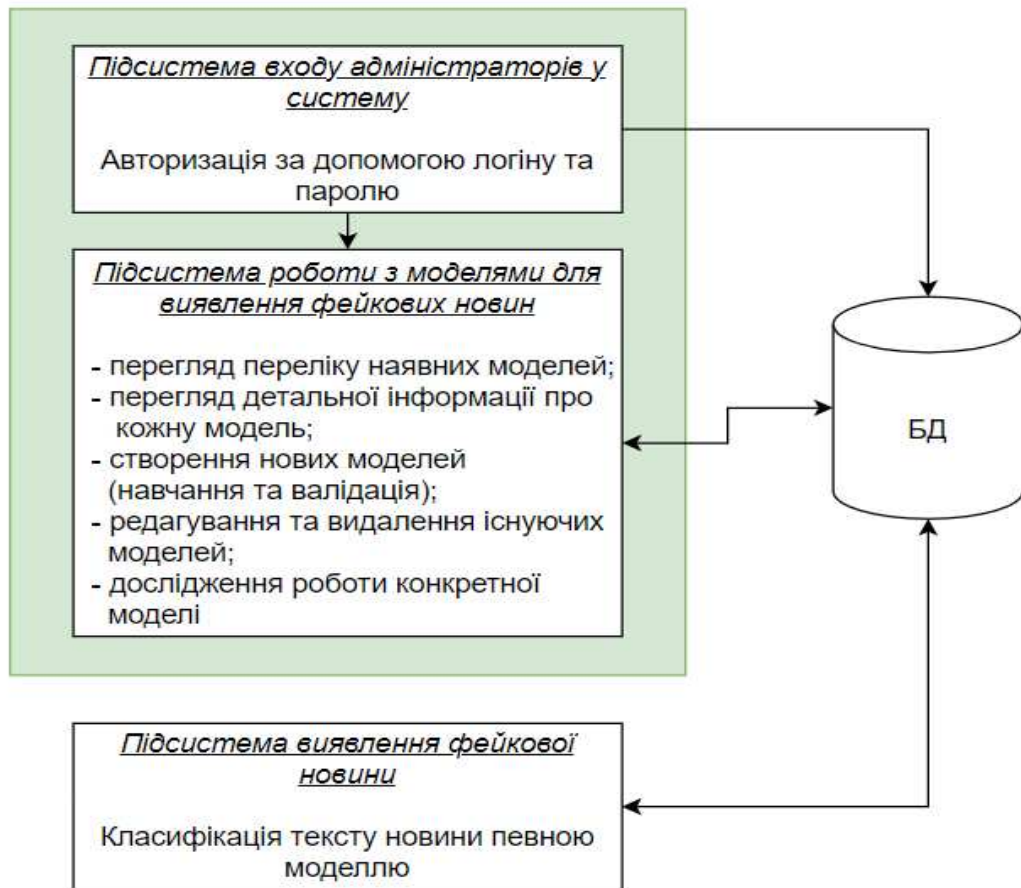 Підсистема входу адміністраторів у
систему
Авторизація за допомогою логіну та
паролю
Підсистема роботи з моделями для
виявлення фейкових новин
- перегляд переліку наявних моделей;
- перегляд детальної інформації про
кожну модель;
- створення нових моделей
(навчання та валідація);
- редагування та видалення існуючих
моделей;
- дослідження роботи конкретної
моделі
БД
Підсистема виявлення фейкової
новини
Класифікація тексту новини певною
моделлю